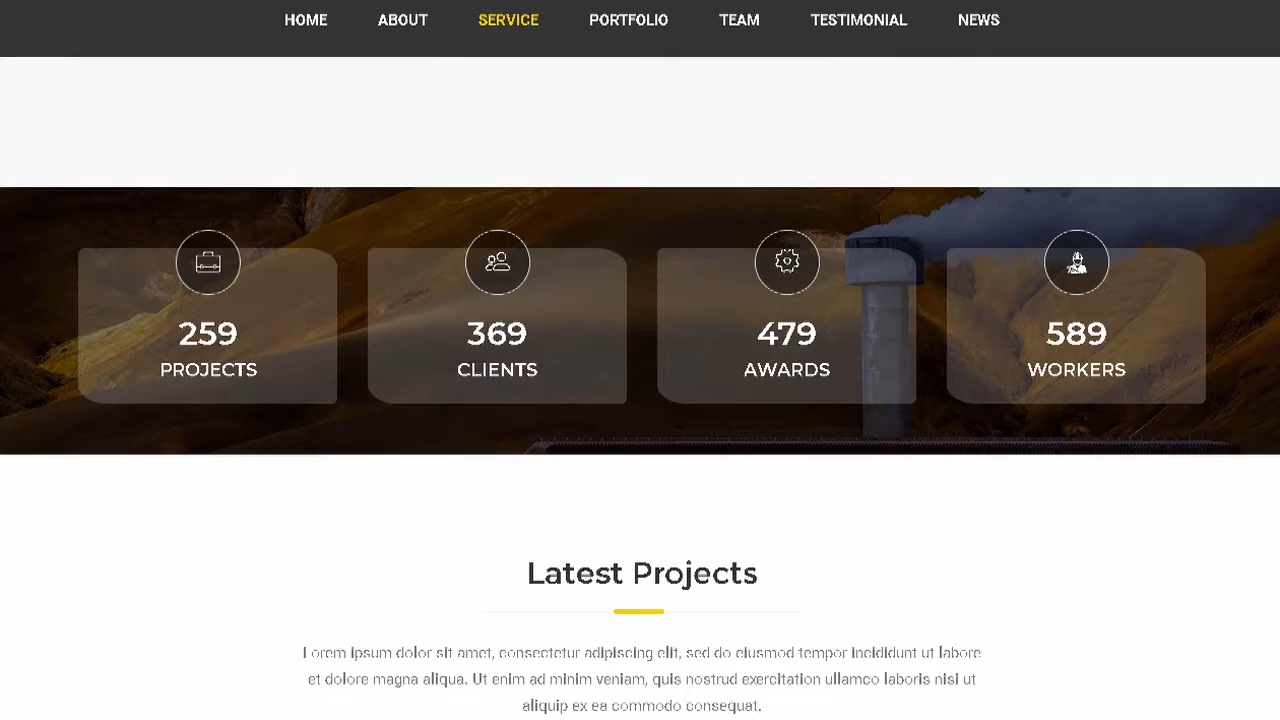 HOME ABOUT SERVICE PORTFOLIO TEAM TESTIMONIAL NEWS
259 369 479 589
PROJECTS CLIENTS AWARDS WORKERS
Latest Projects
Lorem ipsum dolor sit amet, consectetur adipiscing elit, sed do eiusmod tempor incididunt ut labore
et dolore magna aliqua. Ut enim ad minim veniam, quis nostrud exercitation ullamco laboris nisi ut
aliquip ex ea commodo consequat.